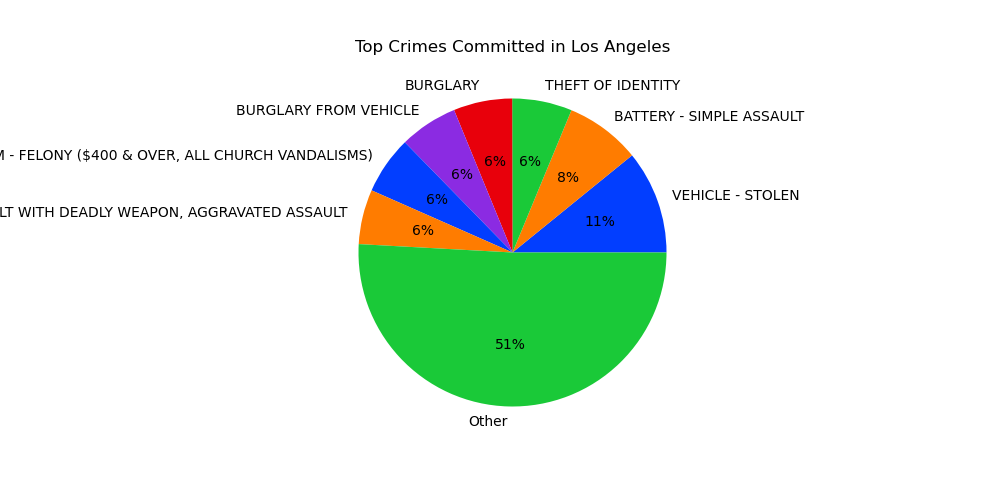 Top Crimes Committed in Los Angeles
BURGLARY
THEFT OF IDENTITY
BURGLARY FROM VEHICLE
BATTERY - SIMPLE ASSAULT
- FELONY ($400 & OVER, ALL CHURCH VANDALISMS)
WITH DEADLY WEAPON, AGGRAVATED ASSAULT
VEHICLE - STOLEN
6%
6%
6%
8%
6%
11%
6%
51%
Other